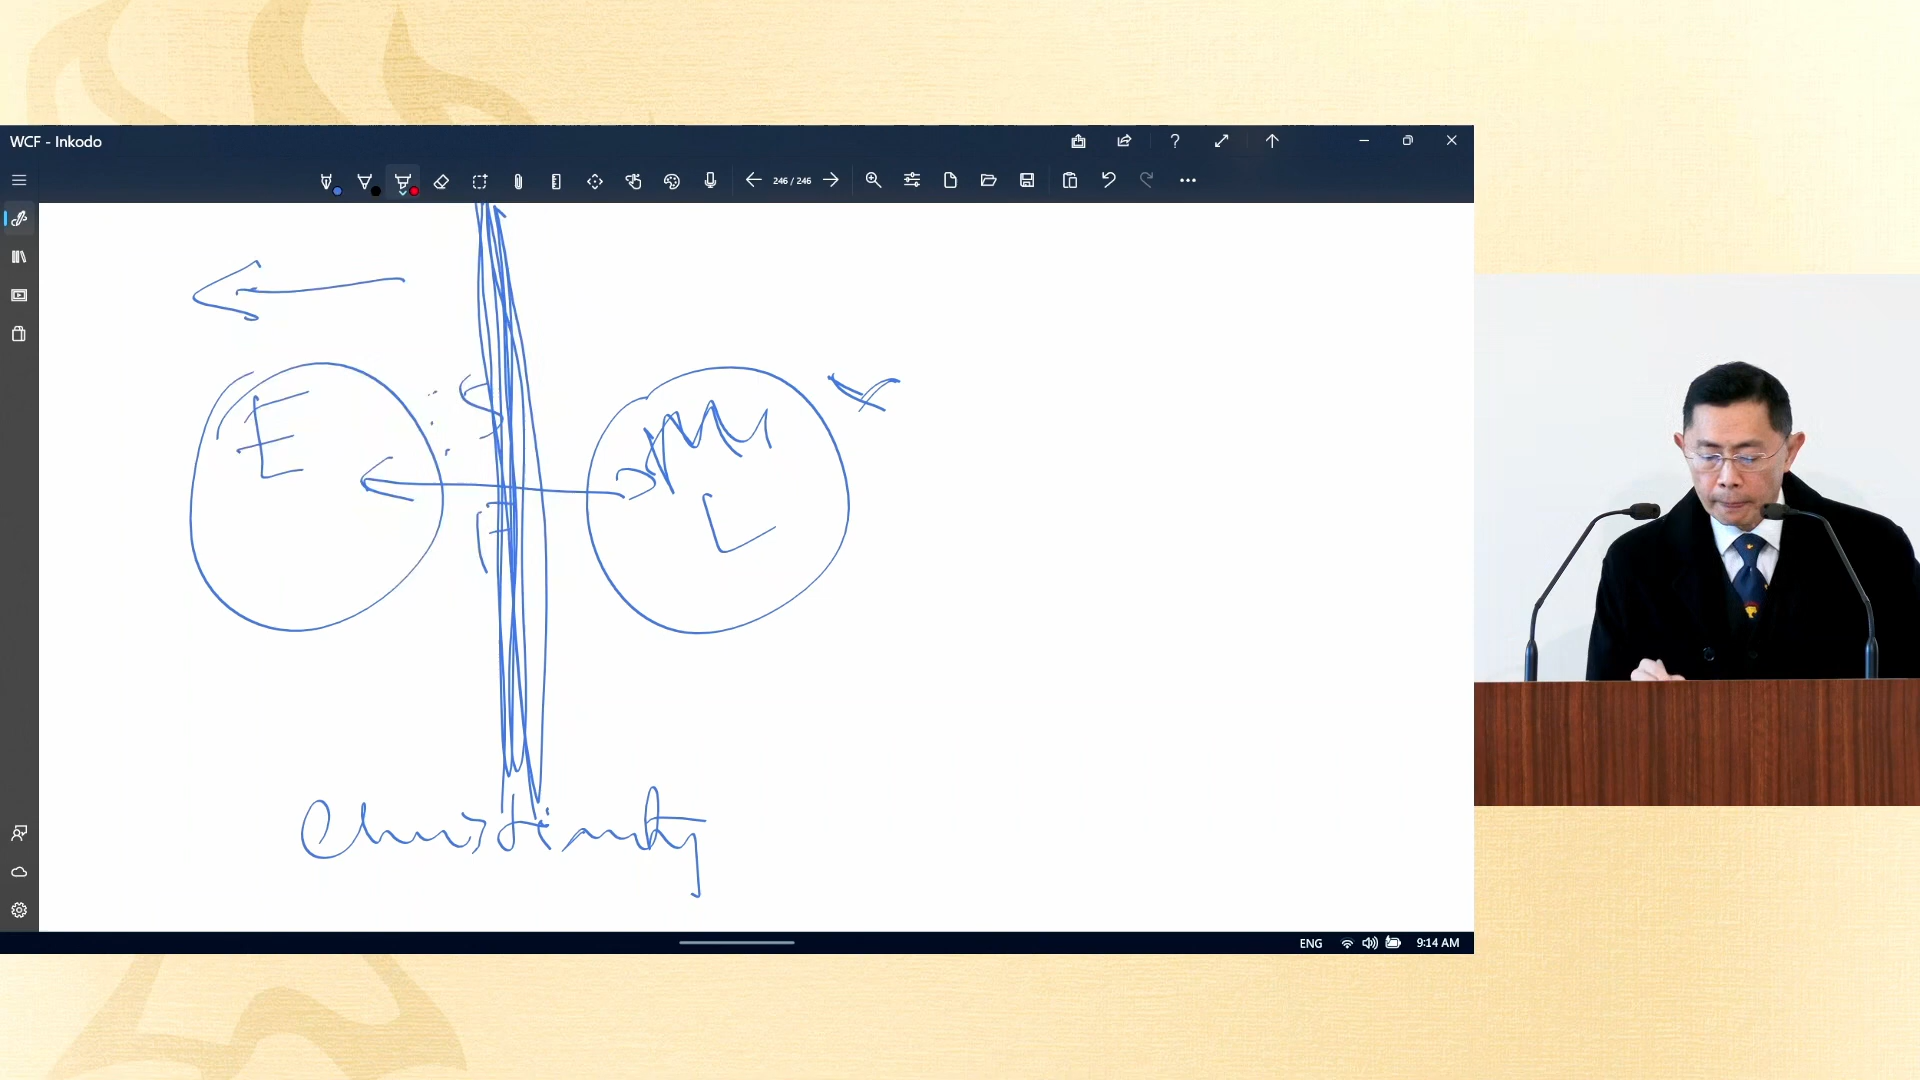 WCF - Inkodo
246 / 246
E
S
M
L
F
Christianity
ENG
9:14 AM